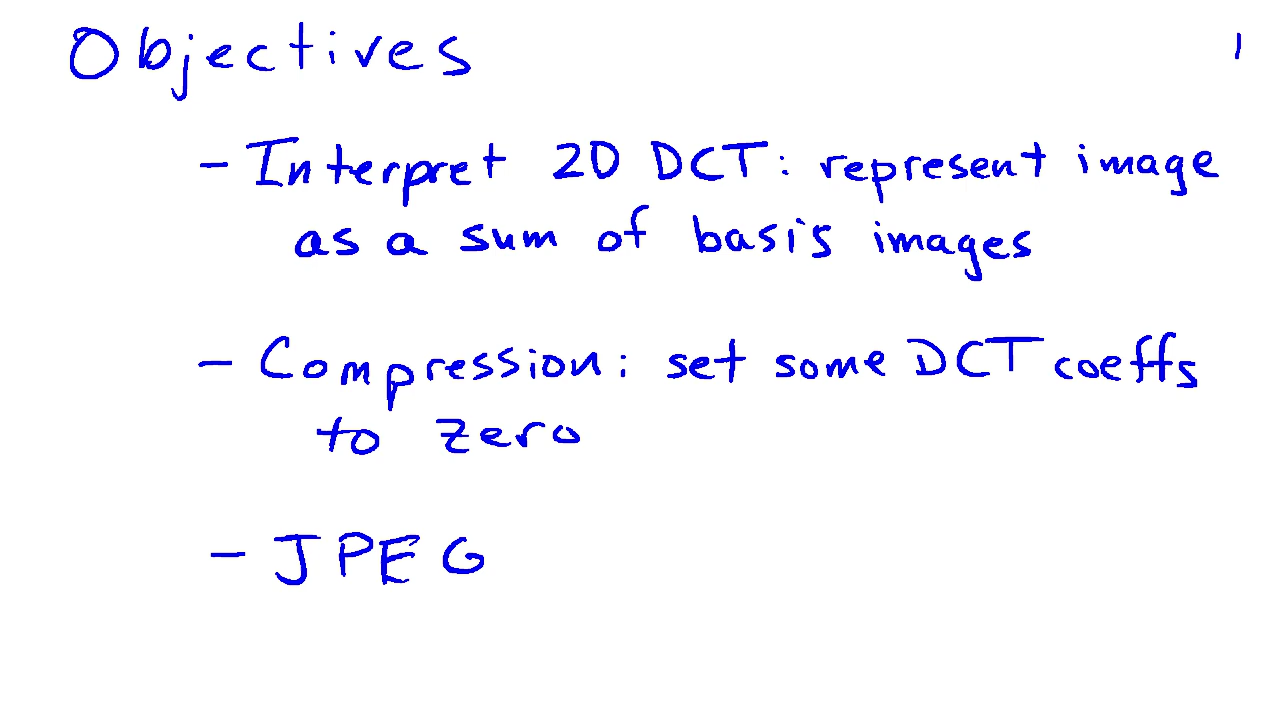 Objectives
1
- Interpret 2D DCT: represent image
as a sum of basis images
- Compression: set some DCT coeffs
to zero
- JPEG